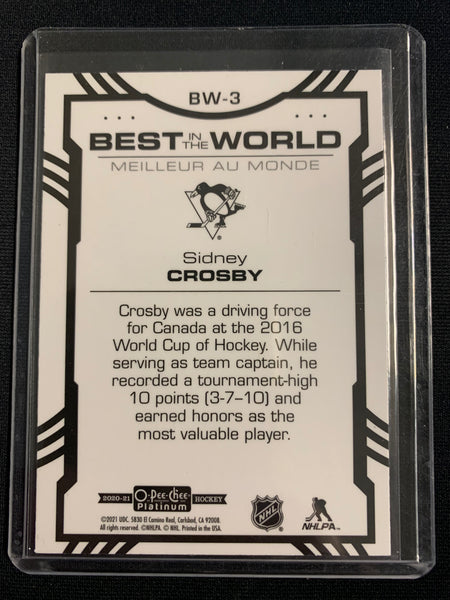 BW-3
BEST IN THE WORLD
MEILLEUR AU MONDE
Sidney
CROSBY
Crosby was a driving force
for Canada at the 2016
World Cup of Hockey. While
serving as team captain, he
recorded a tournament-high
10 points (3-7-10) and
earned honors as the
most valuable player.
2020-21 O-Pee-Chee Platinum HOCKEY
NHL
NHLPA
©2021 UDC. 5830 El Camino Real, Carlsbad, CA 92008.
All rights reserved. ©NHLPA. © NHL. Printed in the USA.